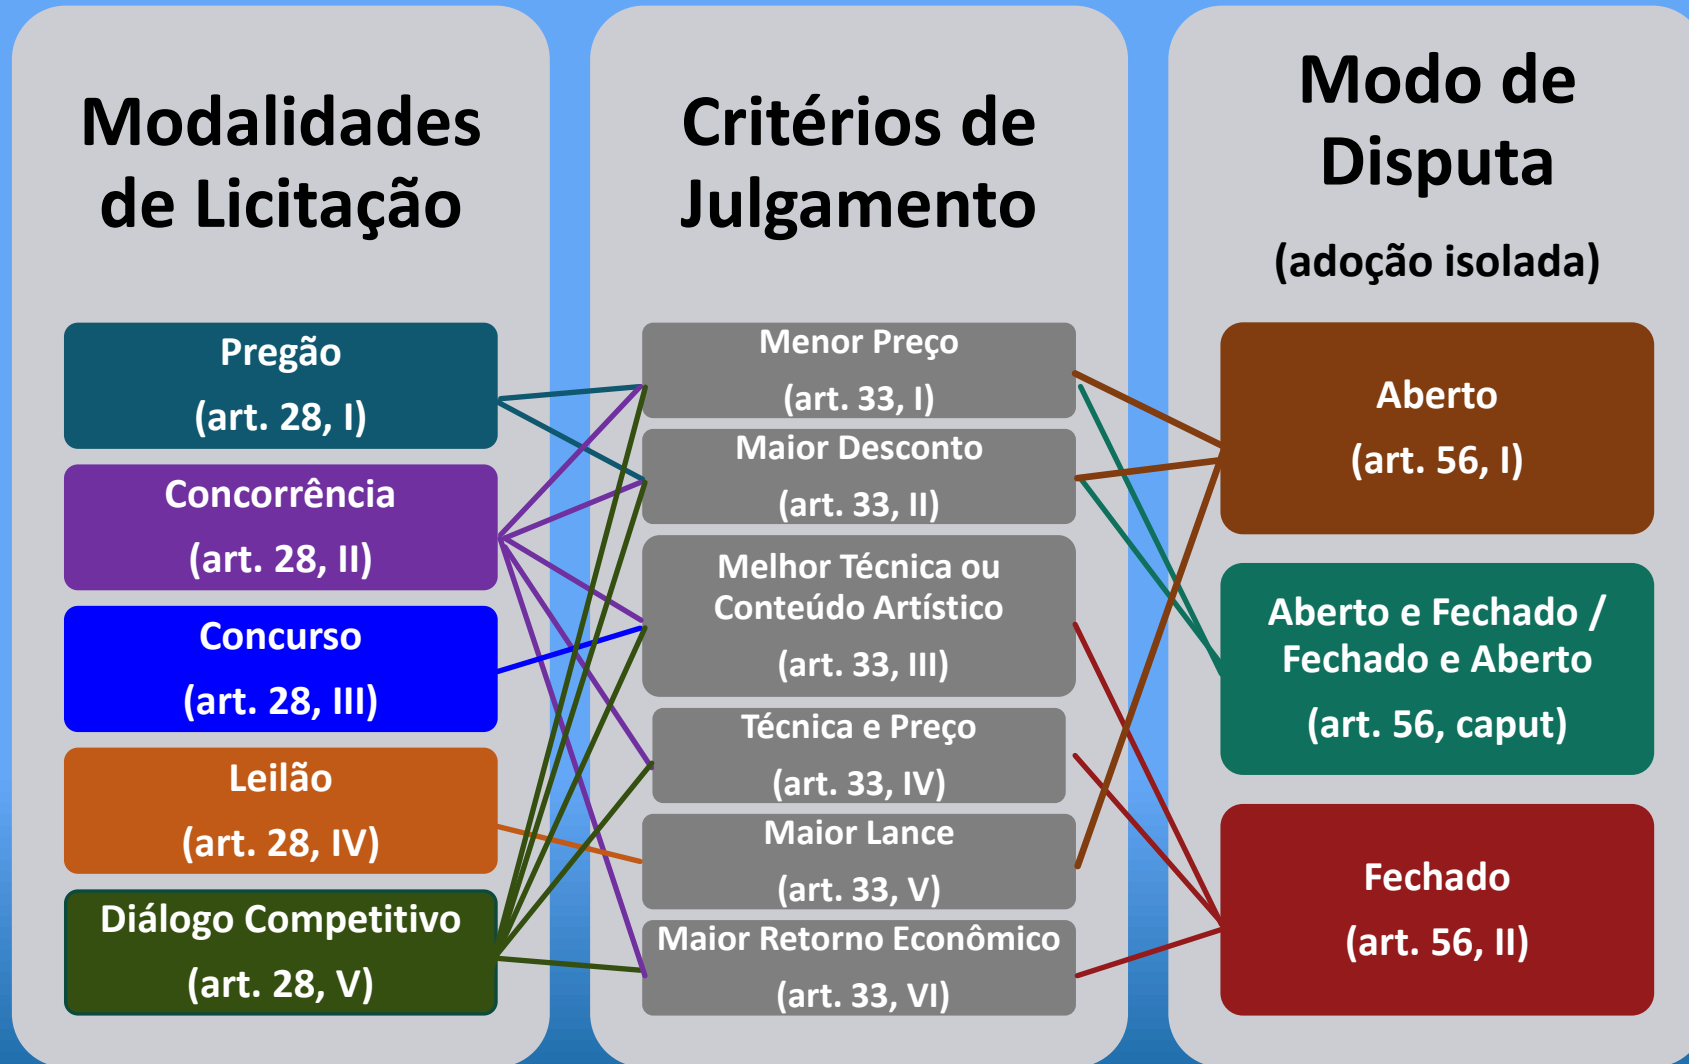 Modalidades
de Licitação
Pregão
(art. 28, I)
Concorrência
(art. 28, II)
Concurso
(art. 28, III)
Leilão
(art. 28, IV)
Diálogo Competitivo
(art. 28, V)
Critérios de
Julgamento
Menor Preço
(art. 33, I)
Maior Desconto
(art. 33, II)
Melhor Técnica ou
Conteúdo Artístico
(art. 33, III)
Técnica e Preço
(art. 33, IV)
Maior Lance
(art. 33, V)
Maior Retorno Econômico
(art. 33, VI)
Modo de
Disputa
(adoção isolada)
Aberto
(art. 56, I)
Aberto e Fechado /
Fechado e Aberto
(art. 56, caput)
Fechado
(art. 56, II)